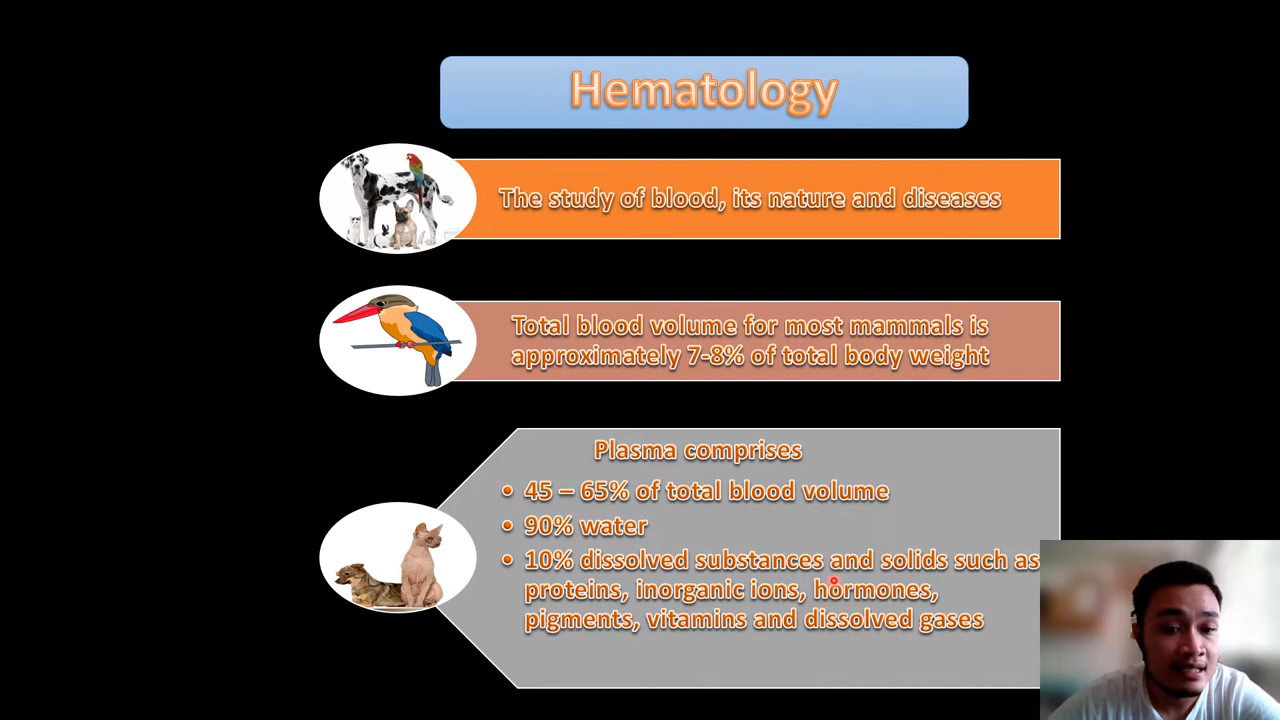 Hematology
The study of blood, its nature and diseases
Total blood volume for most mammals is
approximately 7-8% of total body weight
Plasma comprises
• 45 – 65% of total blood volume
• 90% water
• 10% dissolved substances and solids such as
proteins, inorganic ions, hormones,
pigments, vitamins and dissolved gases